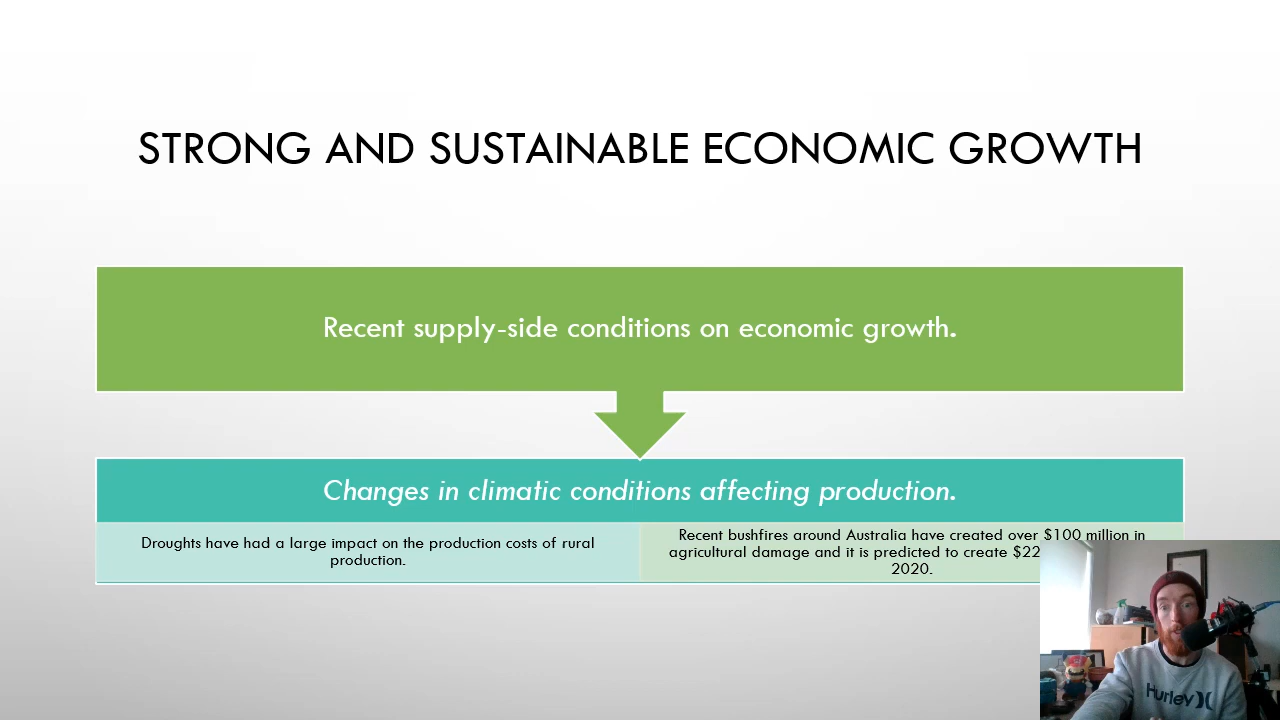 STRONG AND SUSTAINABLE ECONOMIC GROWTH
Recent supply-side conditions on economic growth.
Changes in climatic conditions affecting production.
Droughts have had a large impact on the production costs of rural
production.
Recent bushfires around Australia have created over $100 million in
agricultural damage and it is predicted to create $22
2020.
Hurley